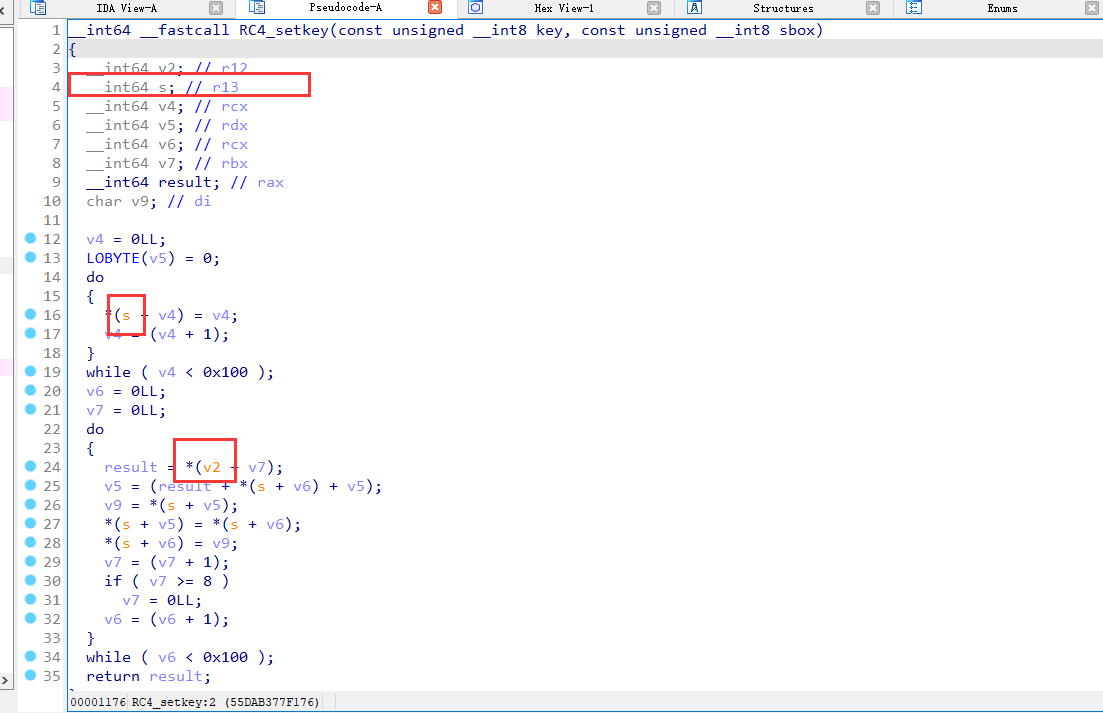 IDA View-A Pseudocode-A Hex View-1 Structures Enums
1 __int64 __fastcall RC4_setkey(const unsigned __int8 key, const unsigned __int8 sbox)
2 {
3 __int64 v2; // r12
4 __int64 s; // r13
5 __int64 v4; // rcx
6 __int64 v5; // rdx
7 __int64 v6; // rcx
8 __int64 v7; // rbx
9 __int64 result; // rax
10 char v9; // di
11
12 v4 = 0LL;
13 LOBYTE(v5) = 0;
14 do
15 {
16 *(s + v4) = v4;
17 v4 = (v4 + 1);
18 }
19 while ( v4 < 0x100 );
20 v6 = 0LL;
21 v7 = 0LL;
22 do
23 {
24 result = *(v2 + v7);
25 v5 = (result + *(s + v6) + v5);
26 v9 = *(s + v5);
27 *(s + v5) = *(s + v6);
28 *(s + v6) = v9;
29 v7 = (v7 + 1);
30 if ( v7 >= 8 )
31 v7 = 0LL;
32 v6 = (v6 + 1);
33 }
34 while ( v6 < 0x100 );
35 return result;
00001176 RC4_setkey:2 (55DAB377F176)